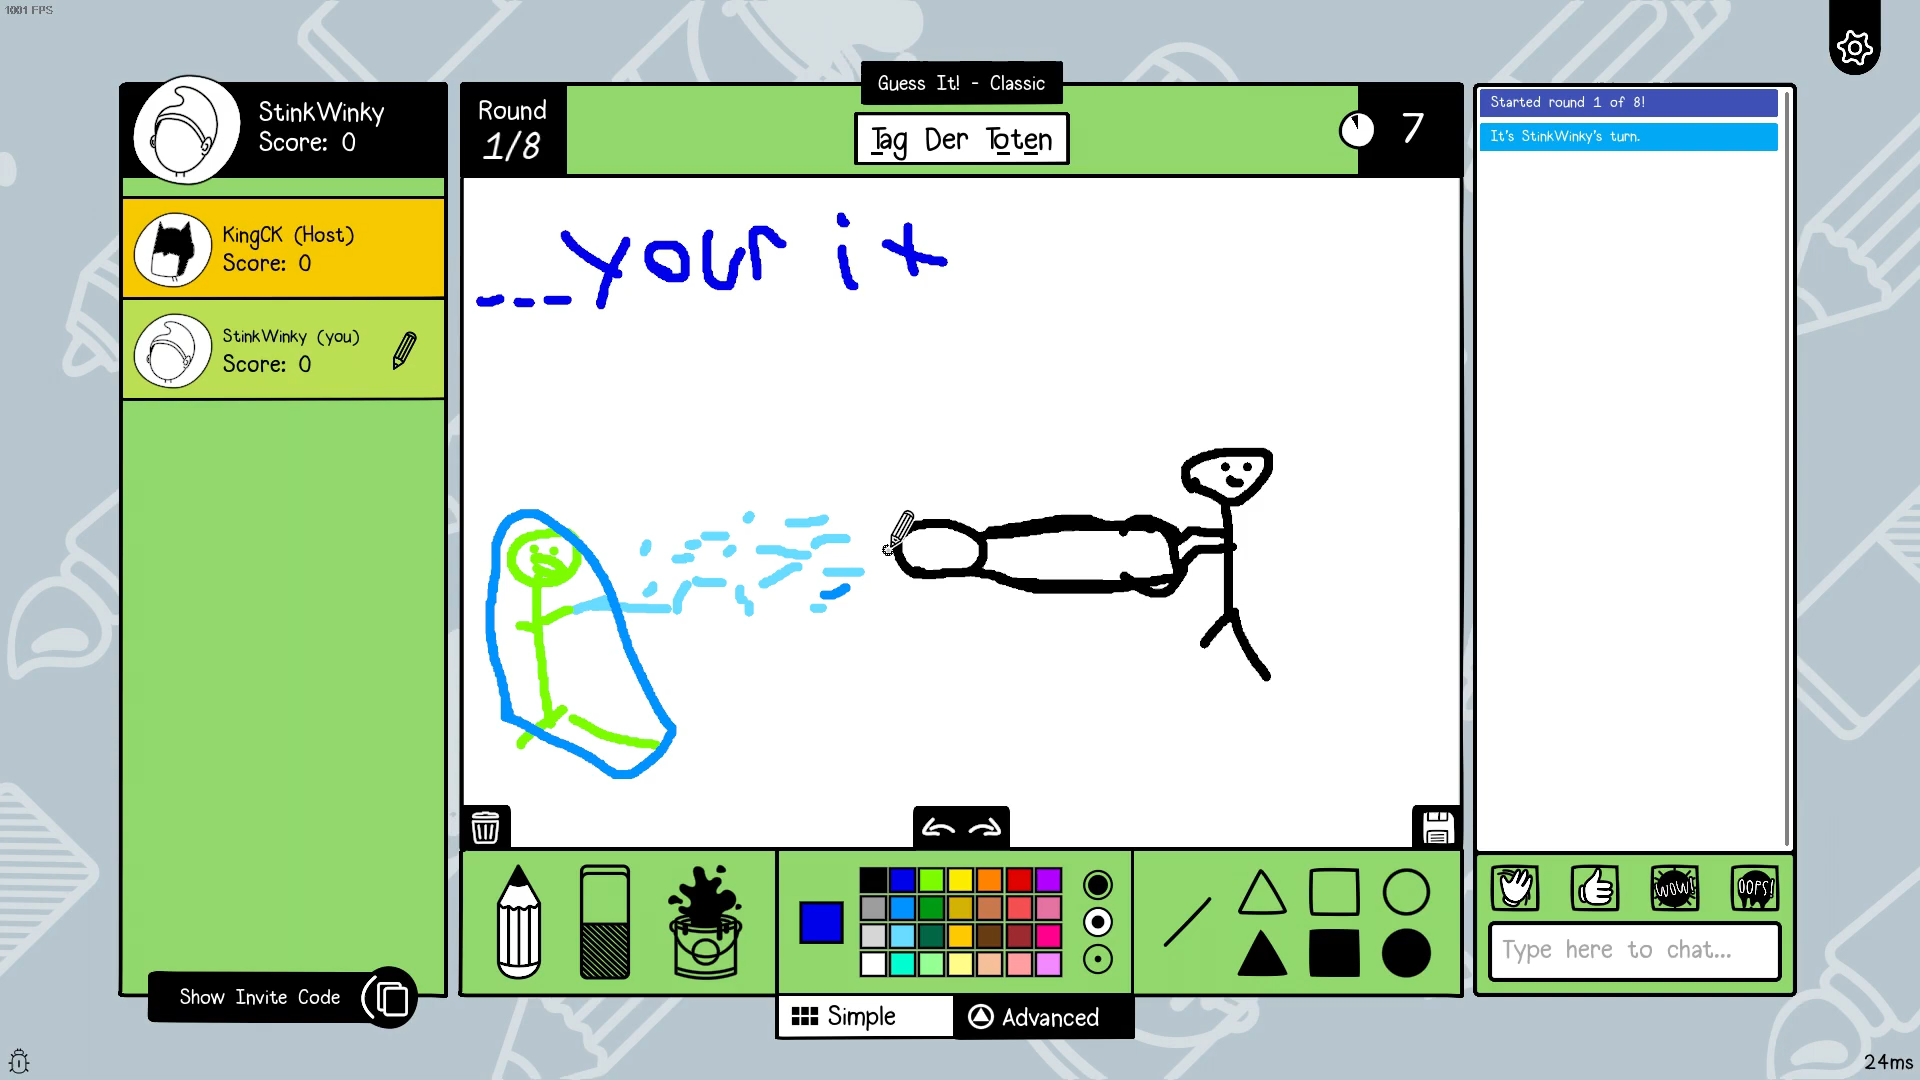 1001 FPS
Guess It! - Classic
StinkWinky
Score: 0
Round
1/8
Tag Der Toten
7
Started round 1 of 8!
It's StinkWinky's turn.
KingCK (Host)
Score: 0
StinkWinky (you)
Score: 0
___your it
WOW!
OOPS!
Type here to chat...
Show Invite Code
Simple
Advanced
24ms